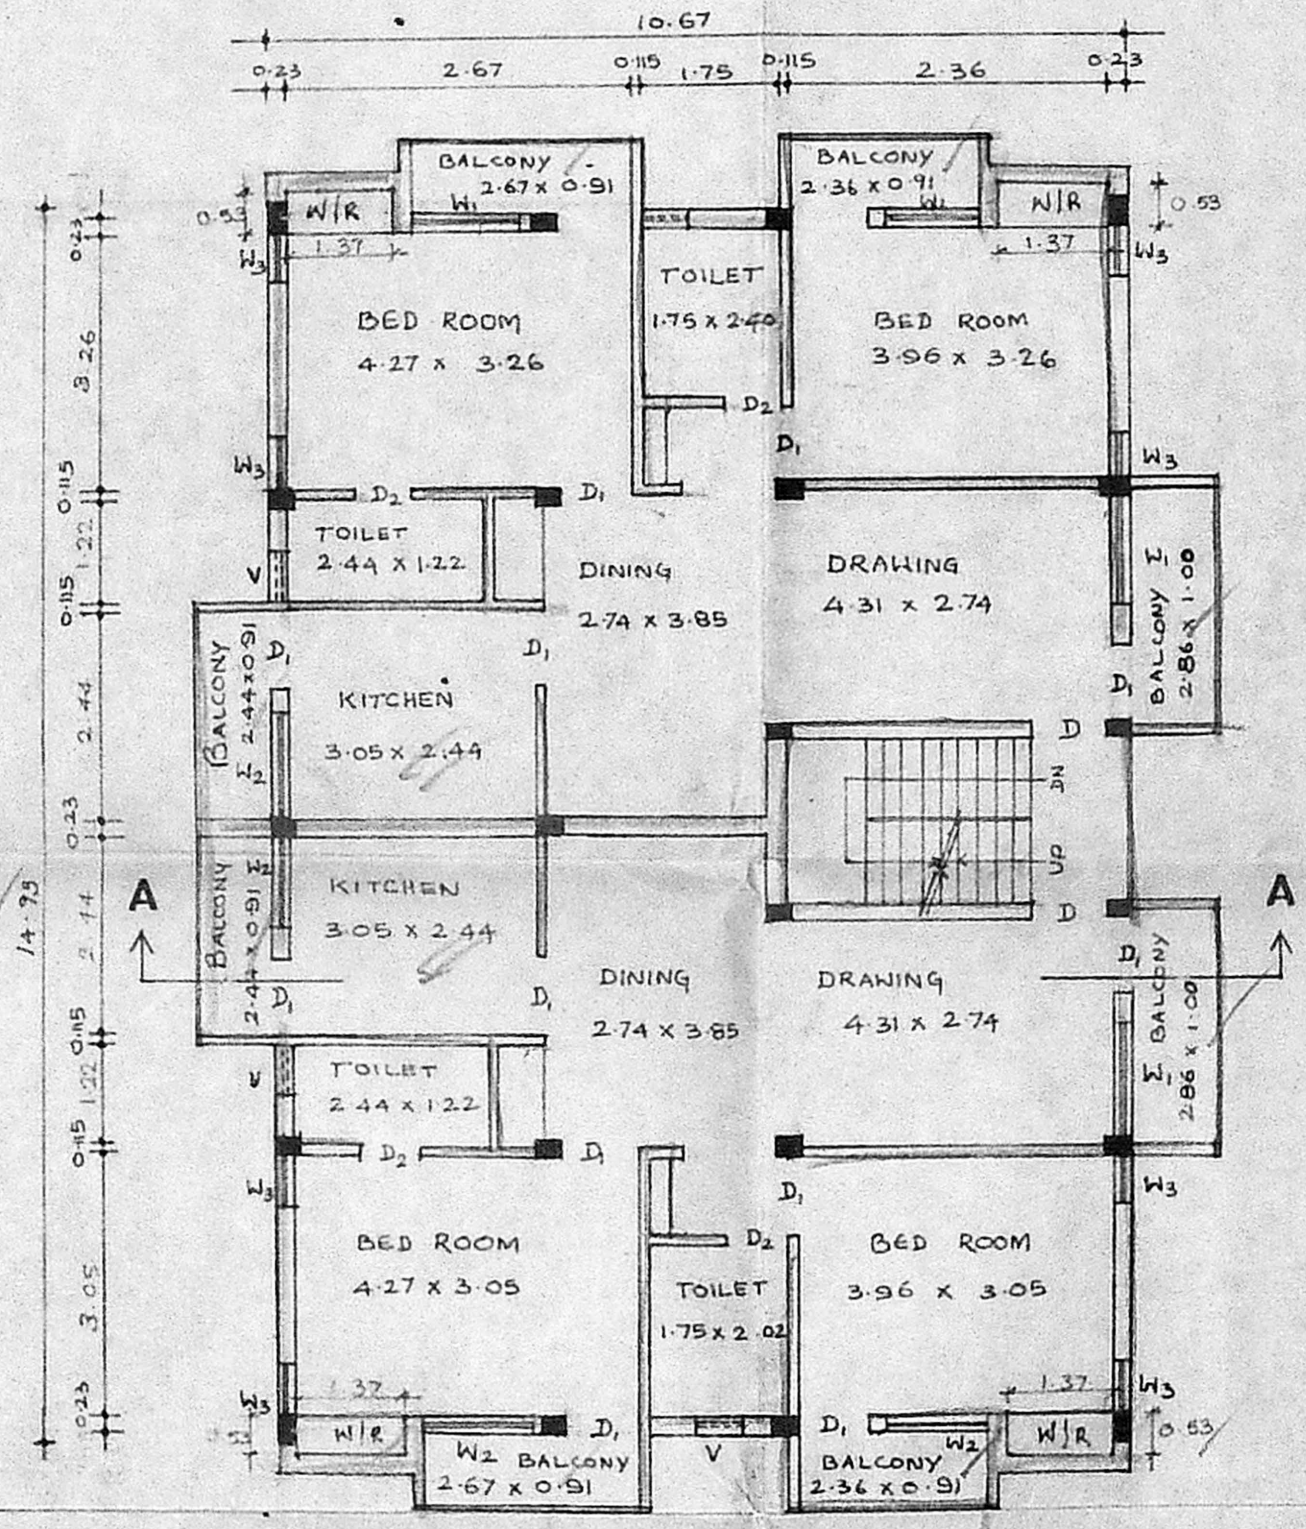 10.67
0.23 2.67 0.115 1.75 0.115 2.36 0.23
BALCONY
2.67 x 0.91
W1
BALCONY
2.36 x 0.91
W/R
W/R
0.53
1.37
1.37
W3
W3
0.23
TOILET
1.75 x 2.40
BED ROOM
4.27 x 3.26
BED ROOM
3.96 x 3.26
3.26
D2
D1
W3
W3
0.115
D2
D1
TOILET
2.44 x 1.22
1.22
V
DINING
2.74 x 3.85
DRAWING
4.31 x 2.74
BALCONY
2.86 x 1.00
0.115
D1
D1
D1
BALCONY
2.44 x 0.91
KITCHEN
3.05 x 2.44
2.44
W2
D
DN
UP
D
0.23
14.93
A
A
BALCONY
2.44 x 0.91
W2
KITCHEN
3.05 x 2.44
D1
D1
D1
DINING
2.74 x 3.85
DRAWING
4.31 x 2.74
BALCONY
2.86 x 1.00
0.115
V
TOILET
2.44 x 1.22
1.22
0.115
D2
D1
D1
W3
W3
BED ROOM
4.27 x 3.05
D2
BED ROOM
3.96 x 3.05
TOILET
1.75 x 2.02
3.05
1.37
1.37
W3
W3
0.23
W/R
D1
D1
W/R
0.53
W2
V
W2
BALCONY
2.67 x 0.91
BALCONY
2.36 x 0.91